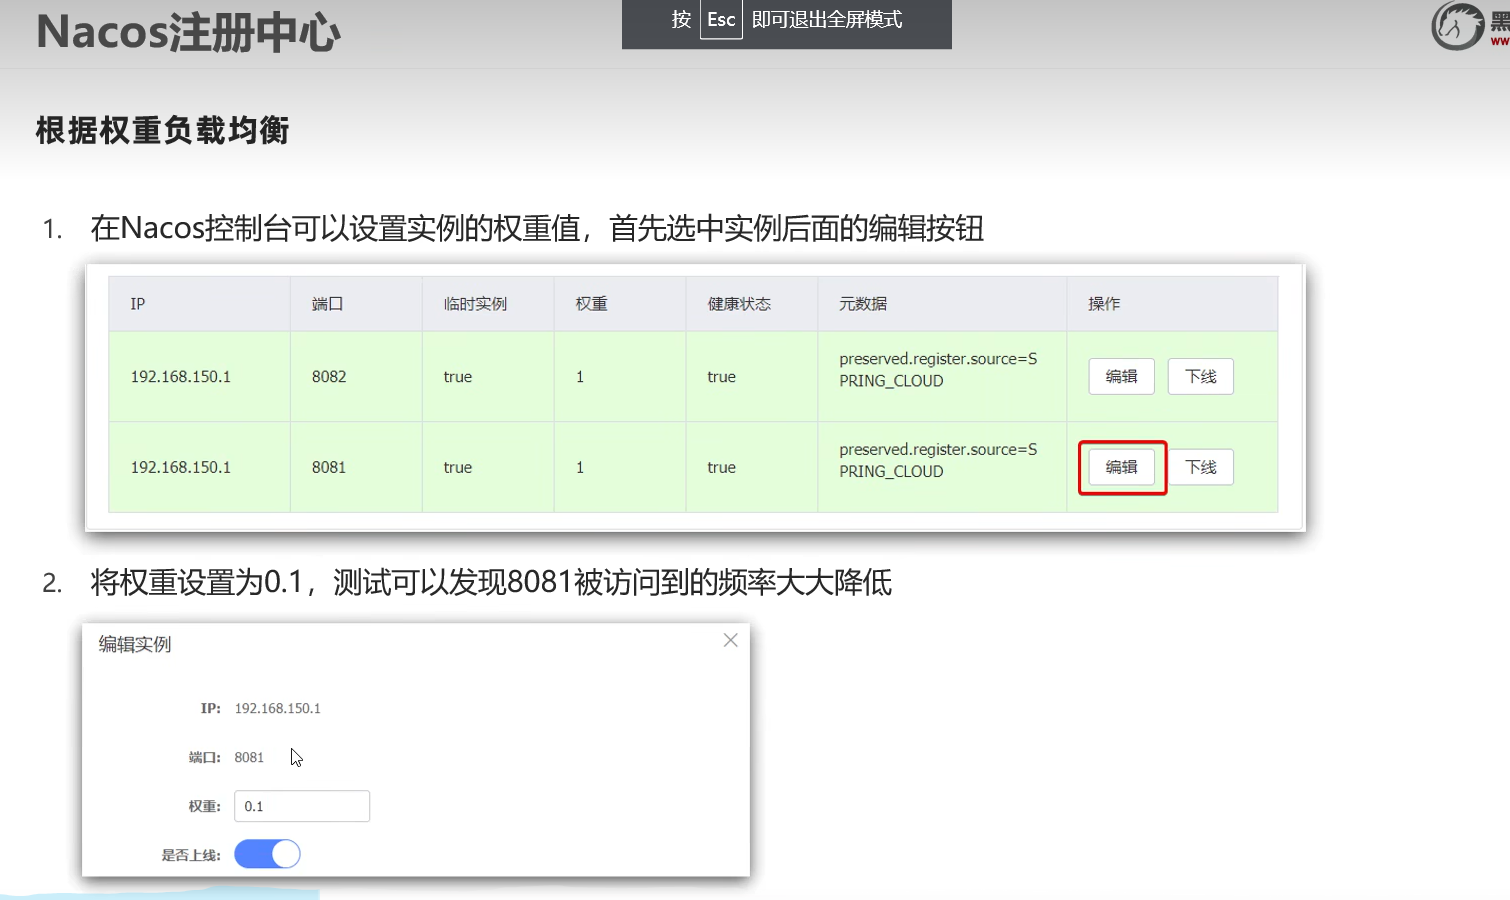 Nacos注册中心
按 Esc 即可退出全屏模式
黑
WW
根据权重负载均衡
1. 在Nacos控制台可以设置实例的权重值，首先选中实例后面的编辑按钮
IP 端口 临时实例 权重 健康状态 元数据 操作
192.168.150.1 8082 true 1 true preserved.register.source=S
PRING_CLOUD 编辑 下线
192.168.150.1 8081 true 1 true preserved.register.source=S
PRING_CLOUD 编辑 下线
2. 将权重设置为0.1，测试可以发现8081被访问到的频率大大降低
编辑实例
IP: 192.168.150.1
端口: 8081
权重: 0.1
是否上线: